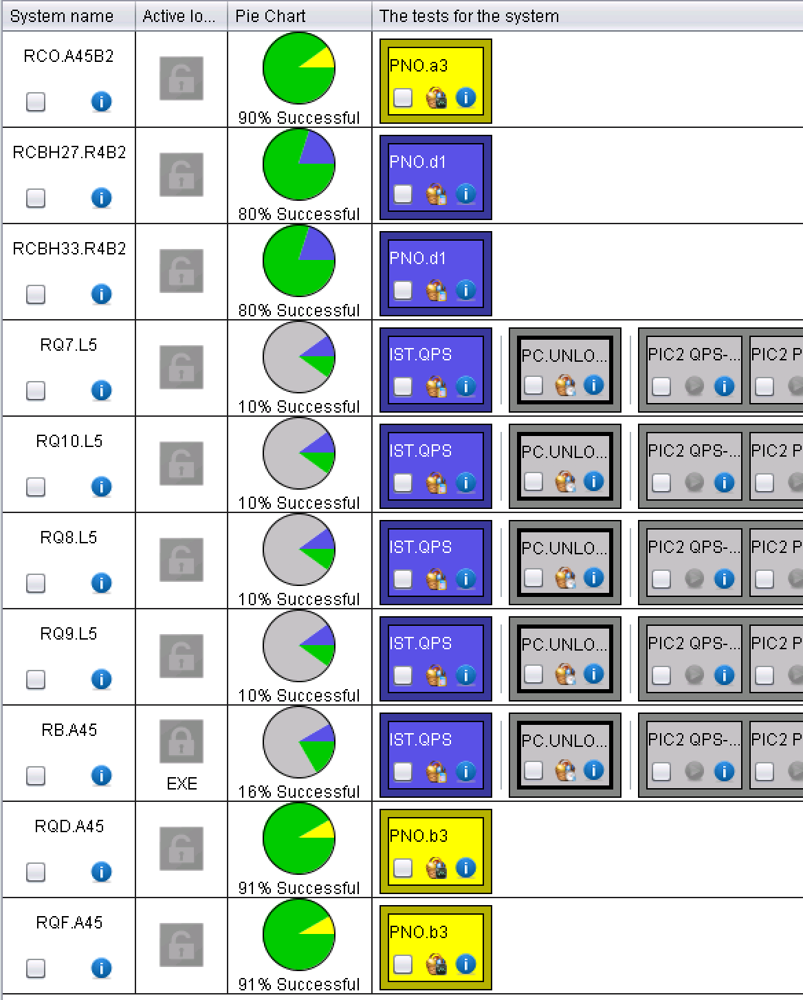 System name Active lo... Pie Chart The tests for the system
RCO.A45B2
PNO.a3
90% Successful
RCBH27.R4B2
PNO.d1
80% Successful
RCBH33.R4B2
PNO.d1
80% Successful
RQ7.L5
IST.QPS PC.UNLO... PIC2 QPS-... PIC2 P
10% Successful
RQ10.L5
IST.QPS PC.UNLO... PIC2 QPS-... PIC2 P
10% Successful
RQ8.L5
IST.QPS PC.UNLO... PIC2 QPS-... PIC2 P
10% Successful
RQ9.L5
IST.QPS PC.UNLO... PIC2 QPS-... PIC2 P
10% Successful
RB.A45
IST.QPS PC.UNLO... PIC2 QPS-... PIC2 P
EXE
16% Successful
RQD.A45
PNO.b3
91% Successful
RQF.A45
PNO.b3
91% Successful